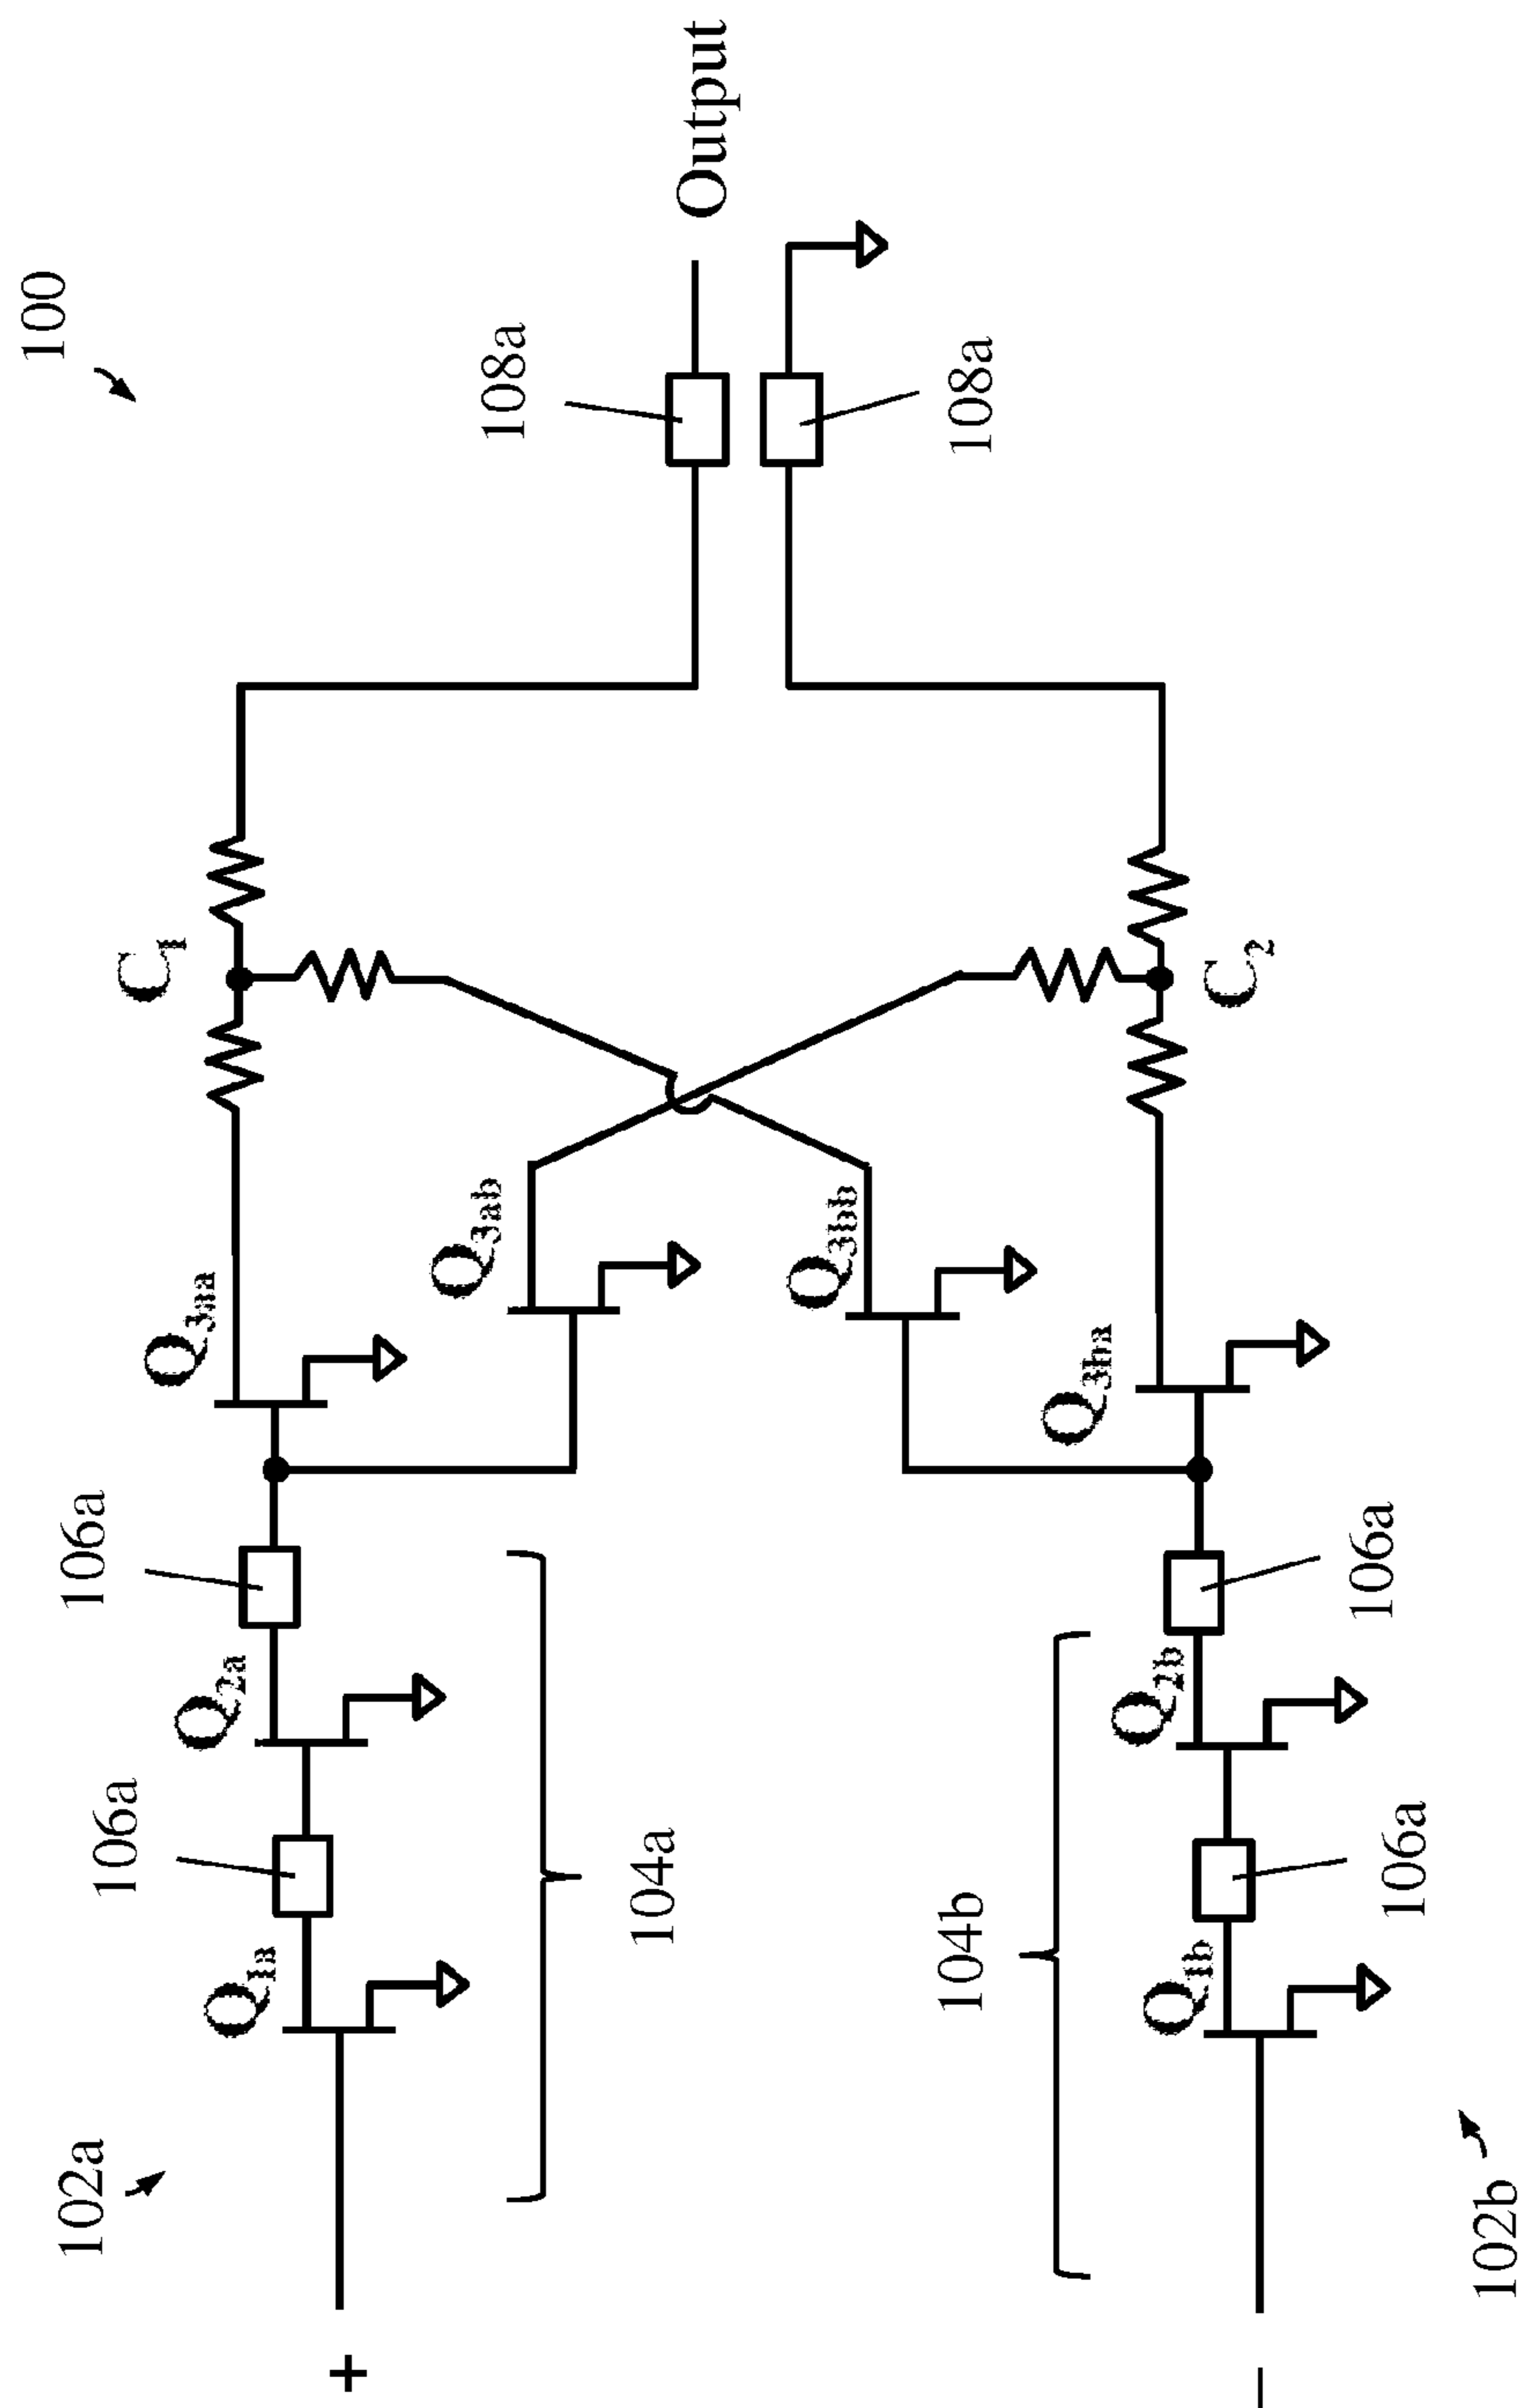 100
102a
+
Q1a
106a
Q2a
106a
104a
Q3aa
Q3ab
C1
108a
Output
108a
C2
Q3bb
Q3ba
104b
Q1b
106a
Q2b
106a
102b
–